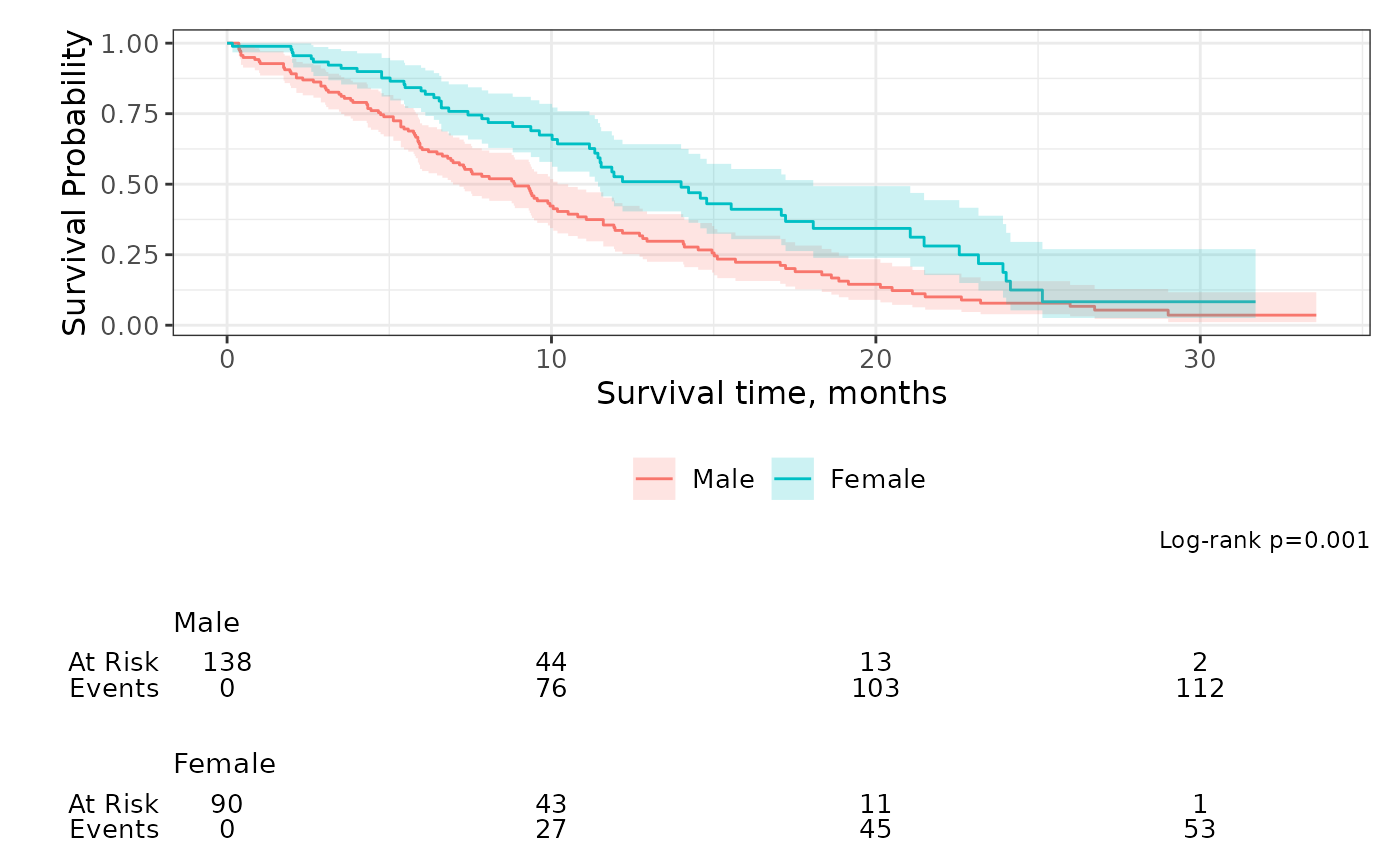 Survival Probability
1.00
0.75
0.50
0.25
0.00
0 10 20 30
Survival time, months
Male Female
Log-rank p=0.001
Male
At Risk 138 44 13 2
Events 0 76 103 112
Female
At Risk 90 43 11 1
Events 0 27 45 53